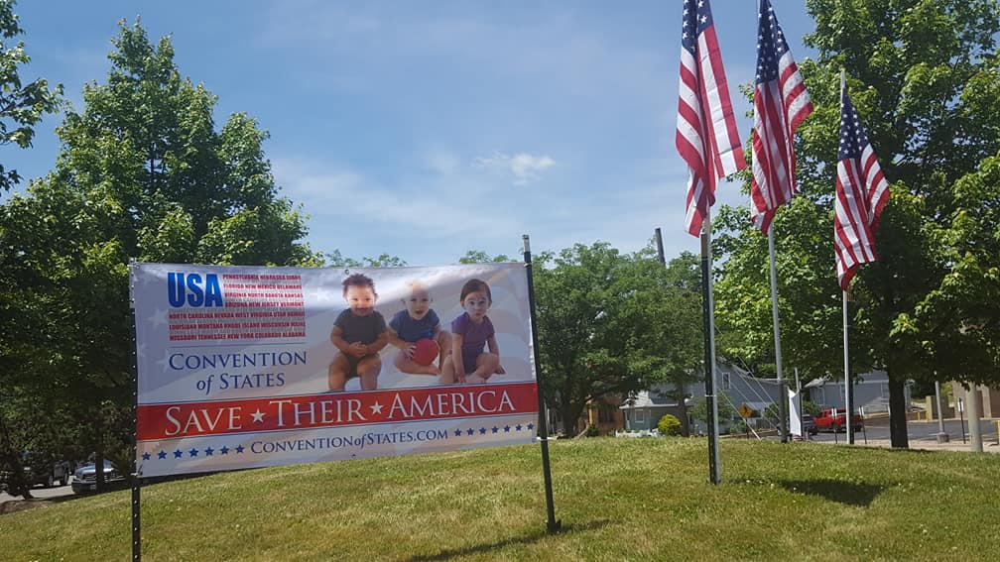 USA
PENNSYLVANIA NEBRASKA IDAHO
FLORIDA NEW MEXICO DELAWARE
VIRGINIA NORTH DAKOTA KANSAS
ARIZONA NEW JERSEY VERMONT
NORTH CAROLINA NEVADA WEST VIRGINIA UTAH HAWAII
LOUISIANA MONTANA RHODE ISLAND WISCONSIN MAINE
MISSOURI TENNESSEE NEW YORK COLORADO ALABAMA
CONVENTION
OF STATES
SAVE ★ THEIR ★ AMERICA
CONVENTIONOFSTATES.COM